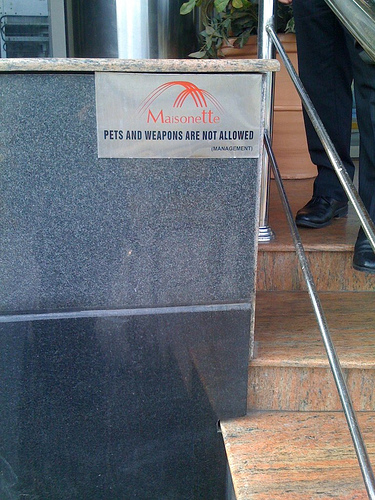 Maisonette
PETS AND WEAPONS ARE NOT ALLOWED
(MANAGEMENT)